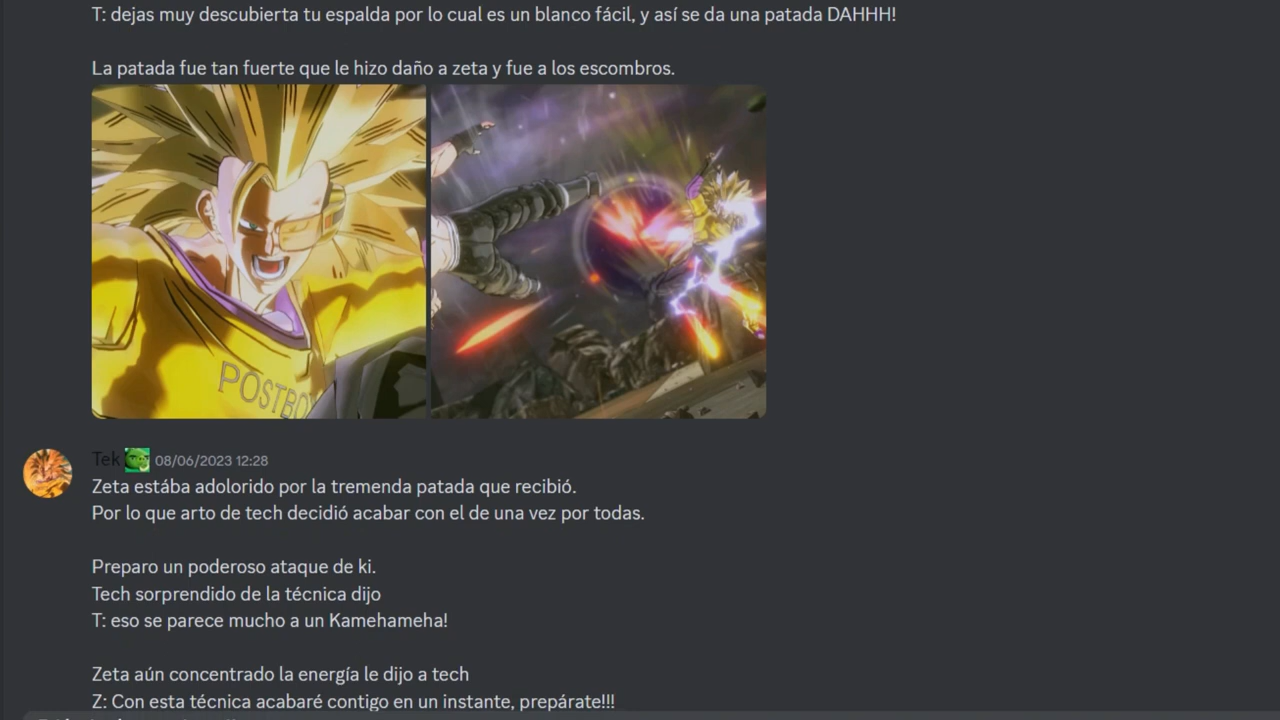 T: dejas muy descubierta tu espalda por lo cual es un blanco fácil, y así se da una patada DAHHH!
La patada fue tan fuerte que le hizo daño a zeta y fue a los escombros.
POSTBO
Tek 08/06/2023 12:28
Zeta estába adolorido por la tremenda patada que recibió.
Por lo que arto de tech decidió acabar con el de una vez por todas.
Preparo un poderoso ataque de ki.
Tech sorprendido de la técnica dijo
T: eso se parece mucho a un Kamehameha!
Zeta aún concentrado la energía le dijo a tech
Z: Con esta técnica acabaré contigo en un instante, prepárate!!!